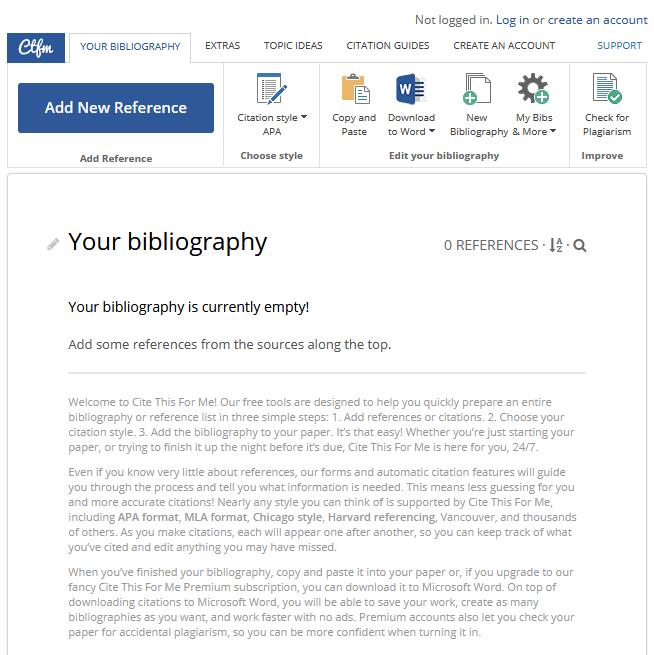 Not logged in. Log in or create an account
Ctfm YOUR BIBLIOGRAPHY EXTRAS TOPIC IDEAS CITATION GUIDES CREATE AN ACCOUNT SUPPORT
Add New Reference
Citation style
APA
Copy and
Paste
Download
to Word
New
Bibliography
My Bibs
& More
Check for
Plagiarism
Add Reference
Choose style
Edit your bibliography
Improve
Your bibliography
0 REFERENCES · AZ ·
Your bibliography is currently empty!
Add some references from the sources along the top.
Welcome to Cite This For Me! Our free tools are designed to help you quickly prepare an entire
bibliography or reference list in three simple steps: 1. Add references or citations. 2. Choose your
citation style. 3. Add the bibliography to your paper. It's that easy! Whether you're just starting your
paper, or trying to finish it up the night before it's due, Cite This For Me is here for you, 24/7.
Even if you know very little about references, our forms and automatic citation features will guide
you through the process and tell you what information is needed. This means less guessing for you
and more accurate citations! Nearly any style you can think of is supported by Cite This For Me,
including APA format, MLA format, Chicago style, Harvard referencing, Vancouver, and thousands
of others. As you make citations, each will appear one after another, so you can keep track of what
you've cited and edit anything you may have missed.
When you've finished your bibliography, copy and paste it into your paper or, if you upgrade to our
fancy Cite This For Me Premium subscription, you can download it to Microsoft Word. On top of
downloading citations to Microsoft Word, you will be able to save your work, create as many
bibliographies as you want, and work faster with no ads. Premium accounts also let you check your
paper for accidental plagiarism, so you can be more confident when turning it in.